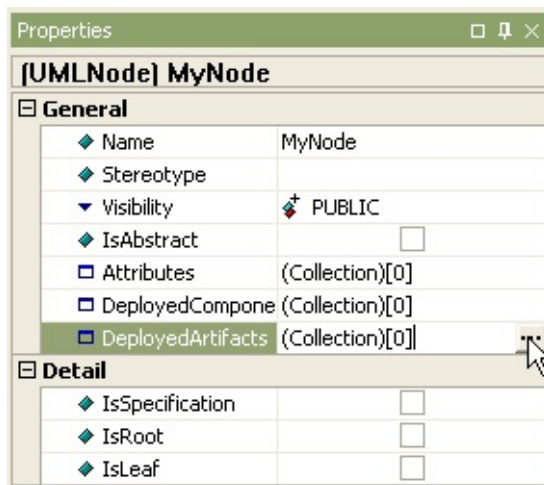 Properties
(UMLNode) MyNode
General
Name MyNode
Stereotype
Visibility PUBLIC
IsAbstract
Attributes (Collection)[0]
DeployedCompone (Collection)[0]
DeployedArtifacts (Collection)[0] ...
Detail
IsSpecification
IsRoot
IsLeaf